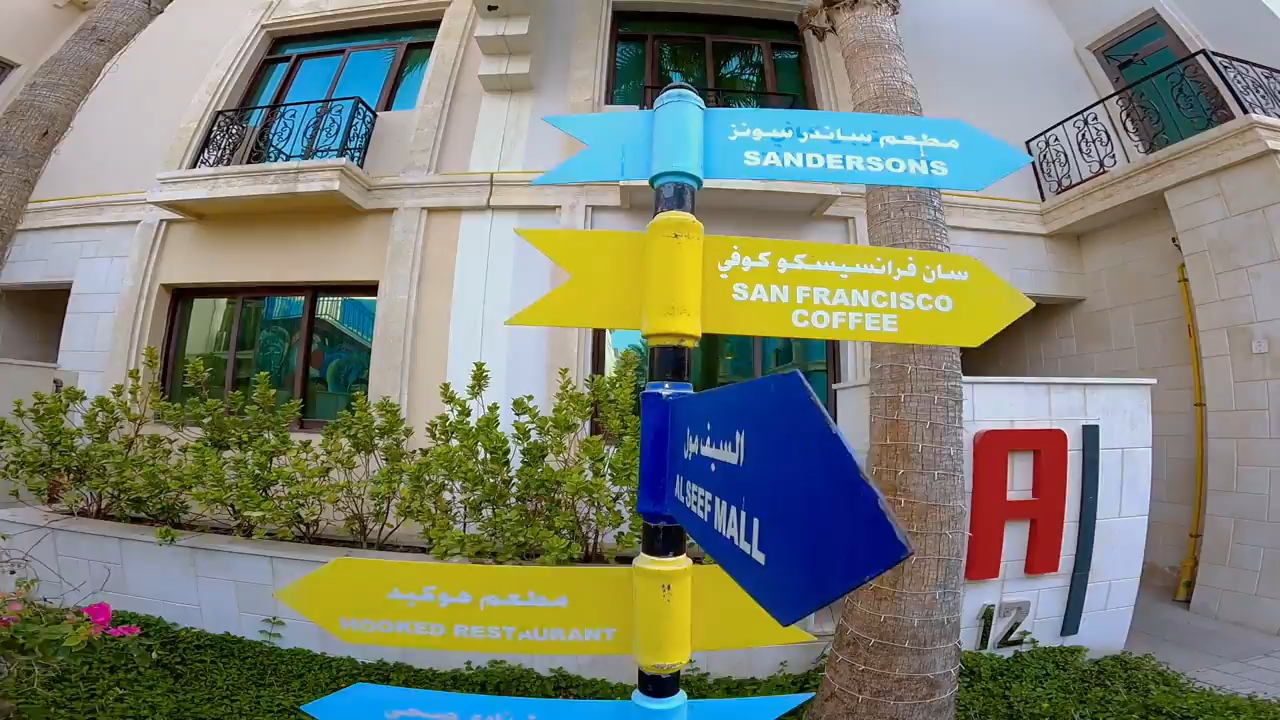 مطعم ساندرسونز
SANDERSONS
سان فرانسيسكو كوفي
SAN FRANCISCO
COFFEE
السيف مول
AL SEEF MALL
مطعم هوكيد
HOOKED RESTAURANT
A
12